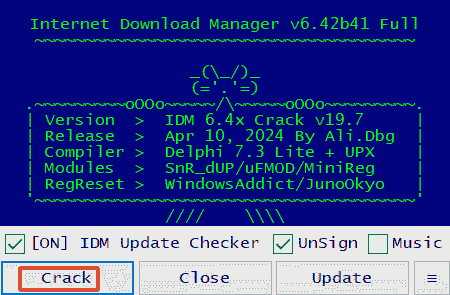 Internet Download Manager v6.42b41 Full
~~~~~~~~~~~~~~~~~~~~~~~~~~~~~~~~~~~~~~~~~
_(\_/)_
(='.'=)
.~~~~~~~~~~oOOo~~~~~~/\~~~~~~oOOo~~~~~~~~~~.
| Version > IDM 6.4x Crack v19.7 |
| Release > Apr 10, 2024 By Ali.Dbg |
| Compiler > Delphi 7.3 Lite + UPX |
| Modules > SnR_dUP/uFMOD/MiniReg |
| RegReset > WindowsAddict/JunoOkyo |
'~~~~~~~~~~~~~~~~~~~~~~~~~~~~~~~~~~~~~~~~~'
//// \\\\
[ON] IDM Update Checker UnSign Music
Crack Close Update ≡